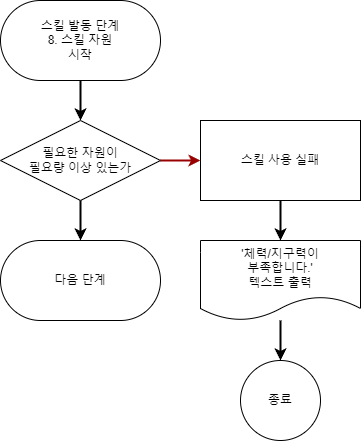 스킬 발동 단계
8. 스킬 자원
시작
필요한 자원이
필요량 이상 있는가
스킬 사용 실패
다음 단계
'체력/지구력이
부족합니다.'
텍스트 출력
종료